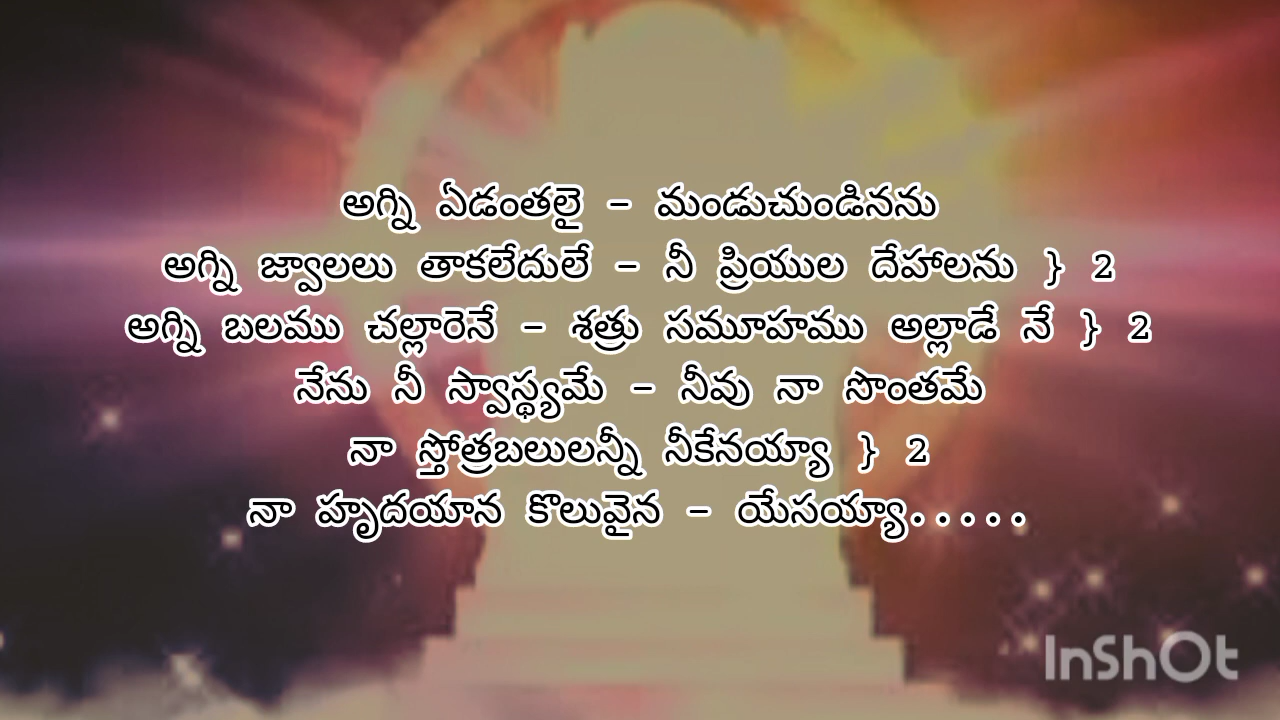 అగ్ని ఏడంతలై - మండుచుండినను
అగ్ని జ్వాలలు తాకలేదులే - నీ ప్రియుల దేహాలను } 2
అగ్ని బలము చల్లారెనే - శత్రు సమూహము అల్లాడే నే } 2
నేను నీ స్వాస్థ్యమే - నీవు నా సొంతమే
నా స్తోత్రబలులన్నీ నీకేనయ్యా } 2
నా హృదయాన కొలువైన - యేసయ్యా.....
InShOt